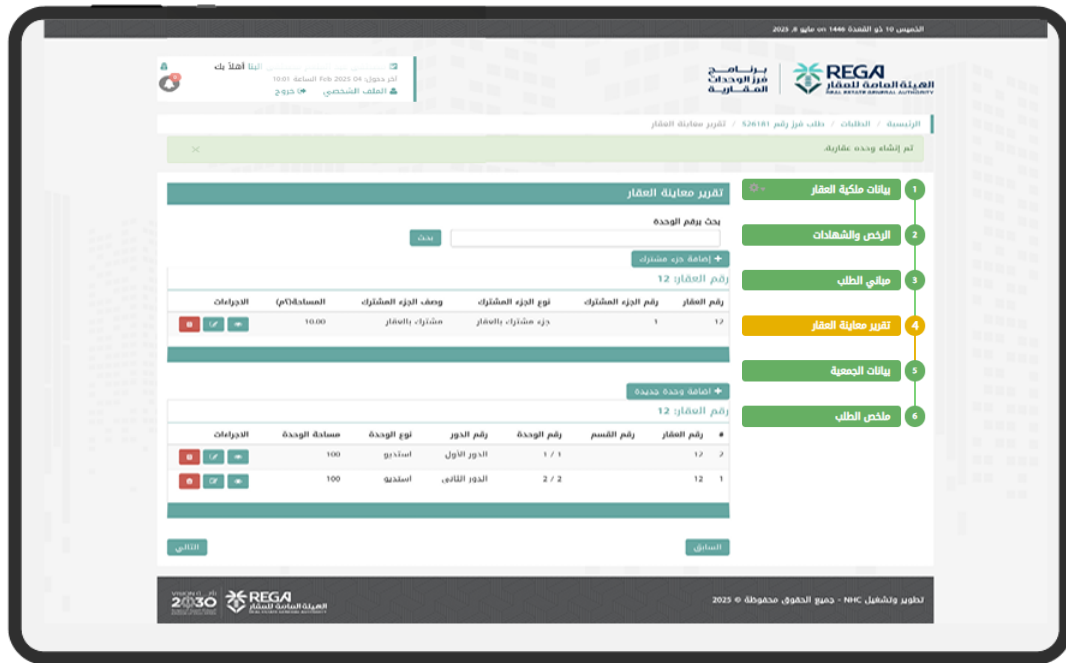 الخميس 10 ذو القعدة 1446 on مايو 8, 2025
برنامج
فرز الوحدات
العقارية
REGA
الهيئة العامة للعقار
REAL ESTATE GENERAL AUTHORITY
أهلاً بك
آخر دخول: 04 Feb 2025 الساعة 10:01
الملف الشخصي خروج
الرئيسية / الطلبات / طلب فرز رقم 526181 / تقرير معاينة العقار
تم إنشاء وحده عقارية.
1 بيانات ملكية العقار
2 الرخص والشهادات
3 مباني الطلب
4 تقرير معاينة العقار
5 بيانات الجمعية
6 ملخص الطلب
تقرير معاينة العقار
بحث برقم الوحدة
بحث
+ إضافة جزء مشترك
رقم العقار: 12
رقم العقار رقم الجزء المشترك نوع الجزء المشترك وصف الجزء المشترك المساحة(م²) الاجراءات
12 1 جزء مشترك بالعقار مشترك بالعقار 10.00
+ اضافة وحدة جديدة
رقم العقار: 12
# رقم العقار رقم القسم رقم الوحدة رقم الدور نوع الوحدة مساحة الوحدة الاجراءات
2 12 1 / 1 الدور الأول استديو 100
1 12 2 / 2 الدور الثانى استديو 100
السابق
التالي
تطوير وتشغيل NHC - جميع الحقوق محفوظة © 2025
REGA
الهيئة العامة للعقار
REAL ESTATE GENERAL AUTHORITY
VISION رؤية
2030